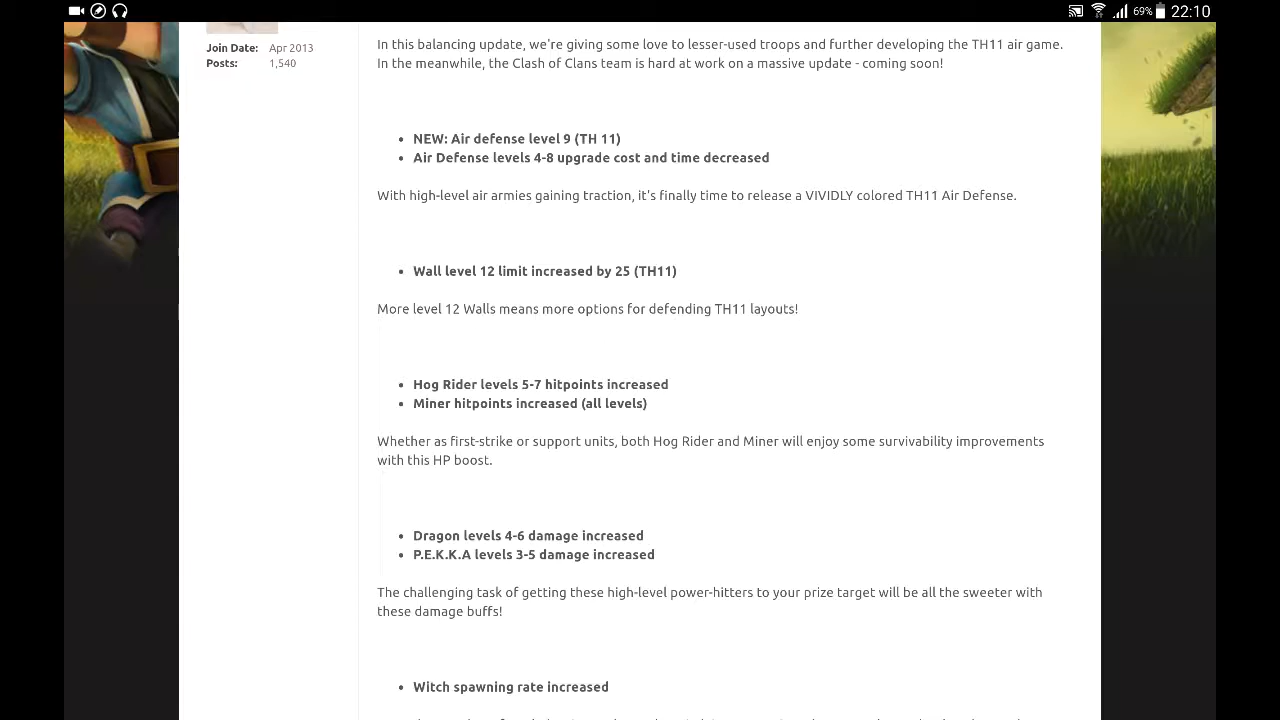 69% 22:10
Join Date: Apr 2013
Posts: 1,540
In this balancing update, we're giving some love to lesser-used troops and further developing the TH11 air game.
In the meanwhile, the Clash of Clans team is hard at work on a massive update - coming soon!
• NEW: Air defense level 9 (TH 11)
• Air Defense levels 4-8 upgrade cost and time decreased
With high-level air armies gaining traction, it's finally time to release a VIVIDLY colored TH11 Air Defense.
• Wall level 12 limit increased by 25 (TH11)
More level 12 Walls means more options for defending TH11 layouts!
• Hog Rider levels 5-7 hitpoints increased
• Miner hitpoints increased (all levels)
Whether as first-strike or support units, both Hog Rider and Miner will enjoy some survivability improvements
with this HP boost.
• Dragon levels 4-6 damage increased
• P.E.K.K.A levels 3-5 damage increased
The challenging task of getting these high-level power-hitters to your prize target will be all the sweeter with
these damage buffs!
• Witch spawning rate increased